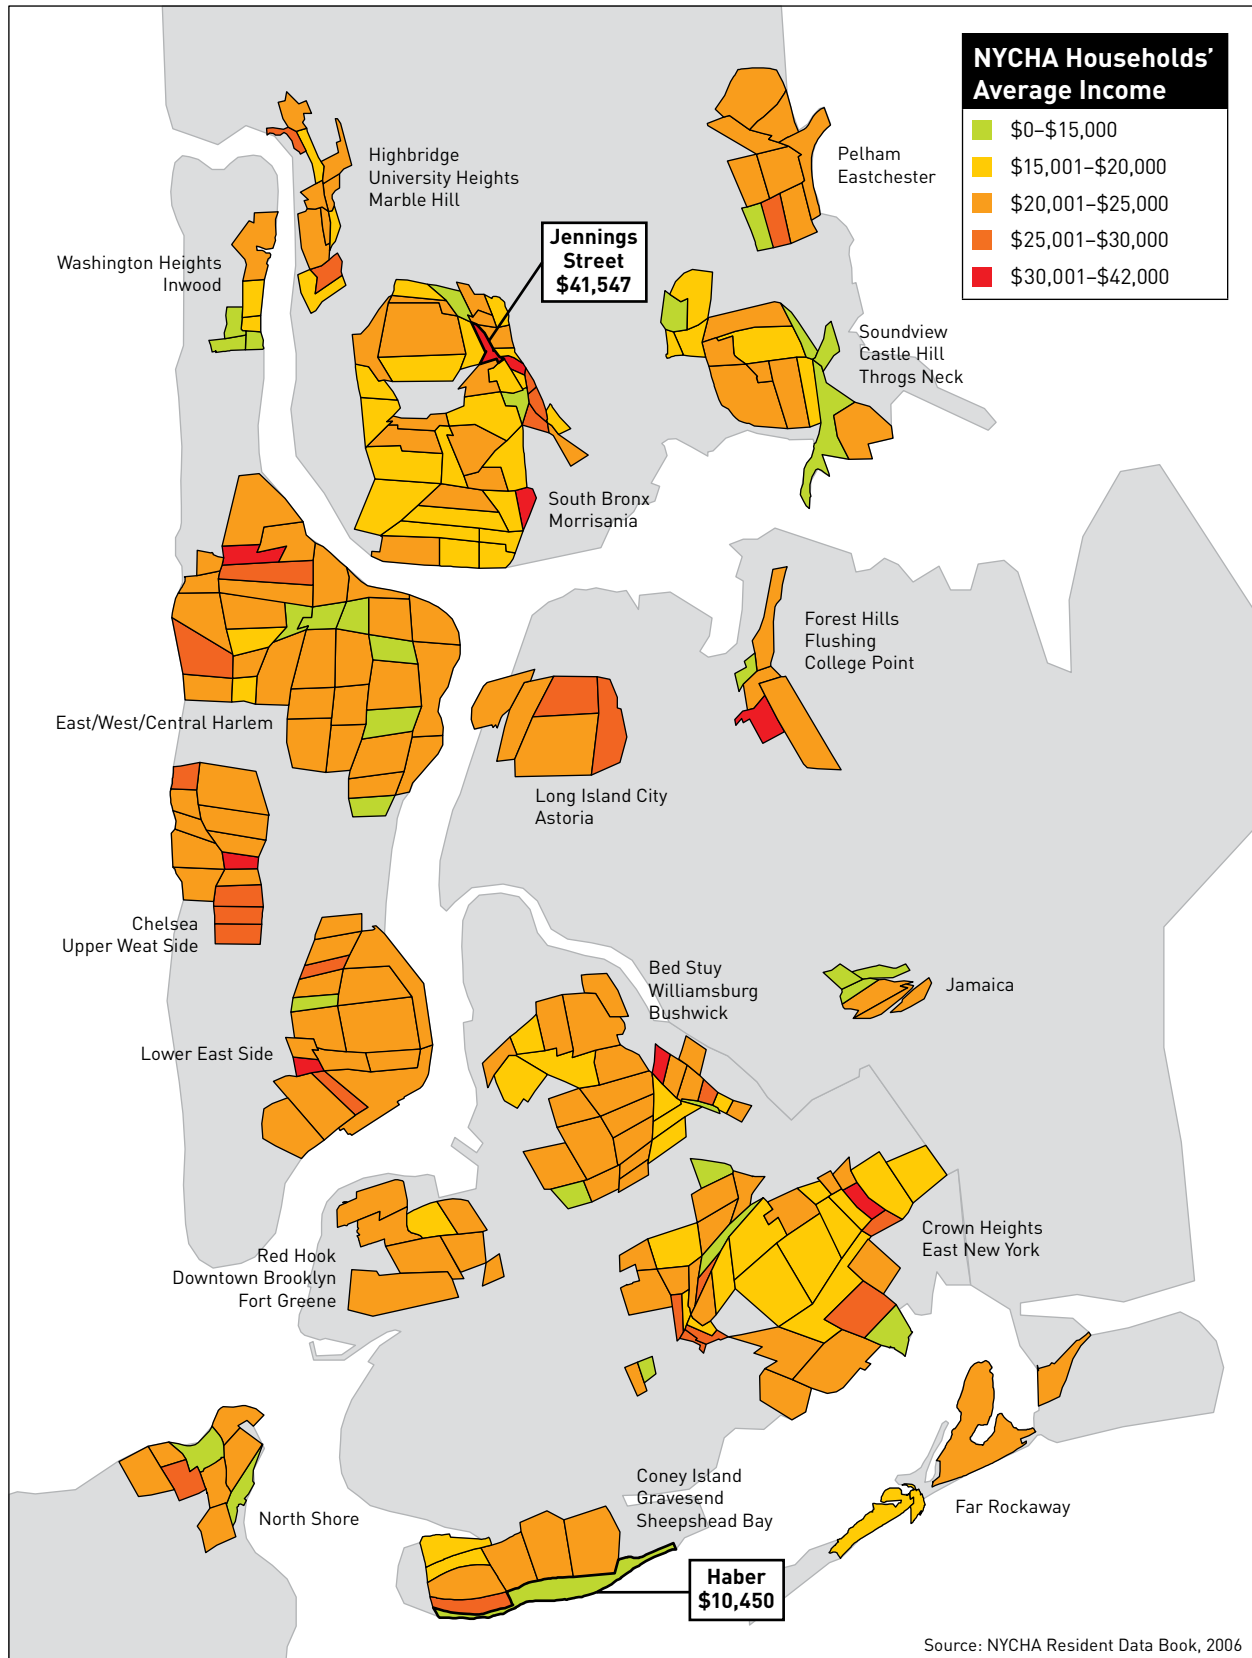 NYCHA Households’
Average Income
$0–$15,000
$15,001–$20,000
$20,001–$25,000
$25,001–$30,000
$30,001–$42,000
Highbridge
University Heights
Marble Hill
Pelham
Eastchester
Jennings
Street
$41,547
Washington Heights
Inwood
Soundview
Castle Hill
Throgs Neck
South Bronx
Morrisania
Forest Hills
Flushing
College Point
East/West/Central Harlem
Long Island City
Astoria
Chelsea
Upper Weat Side
Bed Stuy
Williamsburg
Bushwick
Jamaica
Lower East Side
Crown Heights
East New York
Red Hook
Downtown Brooklyn
Fort Greene
Coney Island
Gravesend
Sheepshead Bay
Far Rockaway
North Shore
Haber
$10,450
Source: NYCHA Resident Data Book, 2006